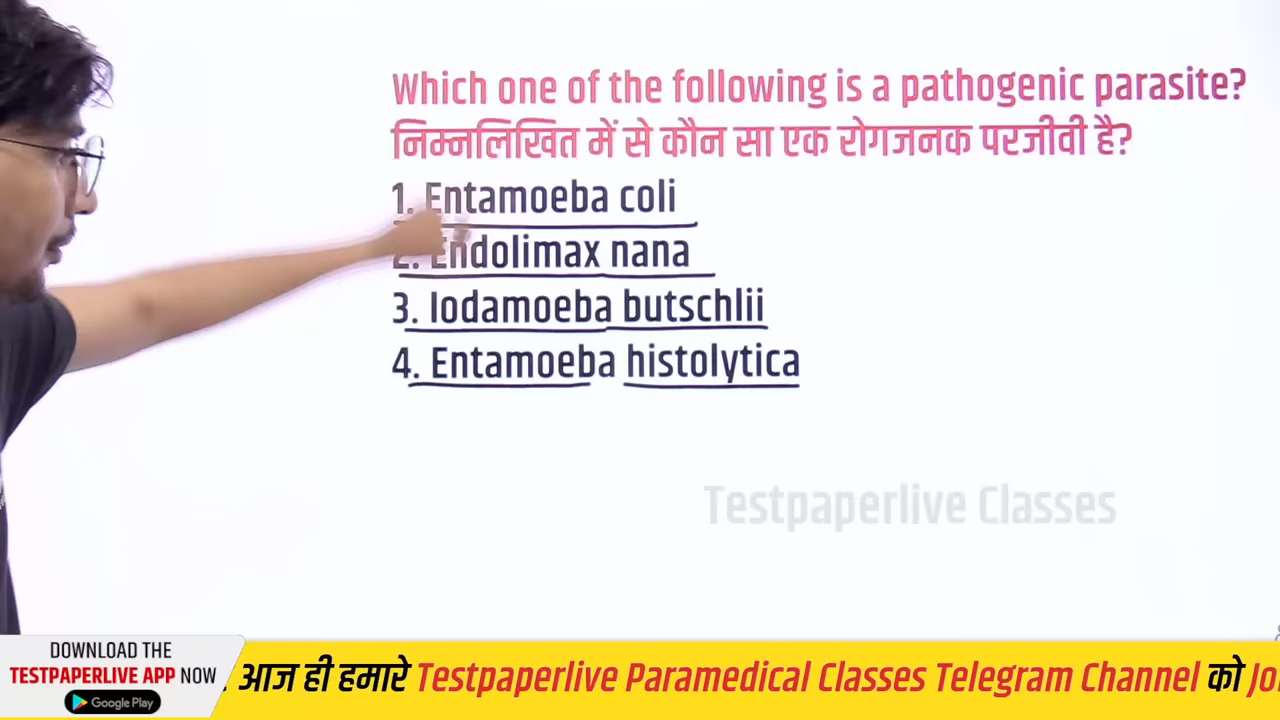 Which one of the following is a pathogenic parasite?
निम्नलिखित में से कौन सा एक रोगजनक परजीवी है?
1. Entamoeba coli
2. Endolimax nana
3. Iodamoeba butschlii
4. Entamoeba histolytica
Testpaperlive Classes
DOWNLOAD THE
TESTPAPERLIVE APP NOW
Google Play
आज ही हमारे Testpaperlive Paramedical Classes Telegram Channel को